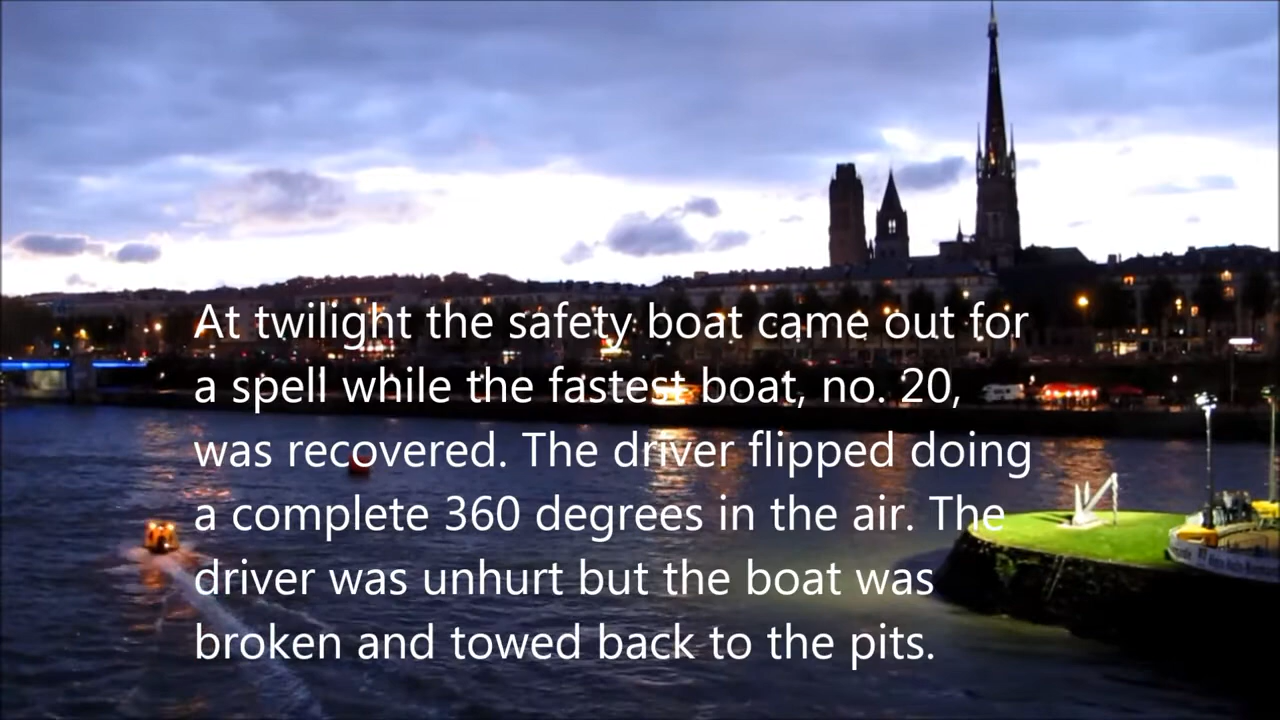 At twilight the safety boat came out for
a spell while the fastest boat, no. 20,
was recovered. The driver flipped doing
a complete 360 degrees in the air. The
driver was unhurt but the boat was
broken and towed back to the pits.